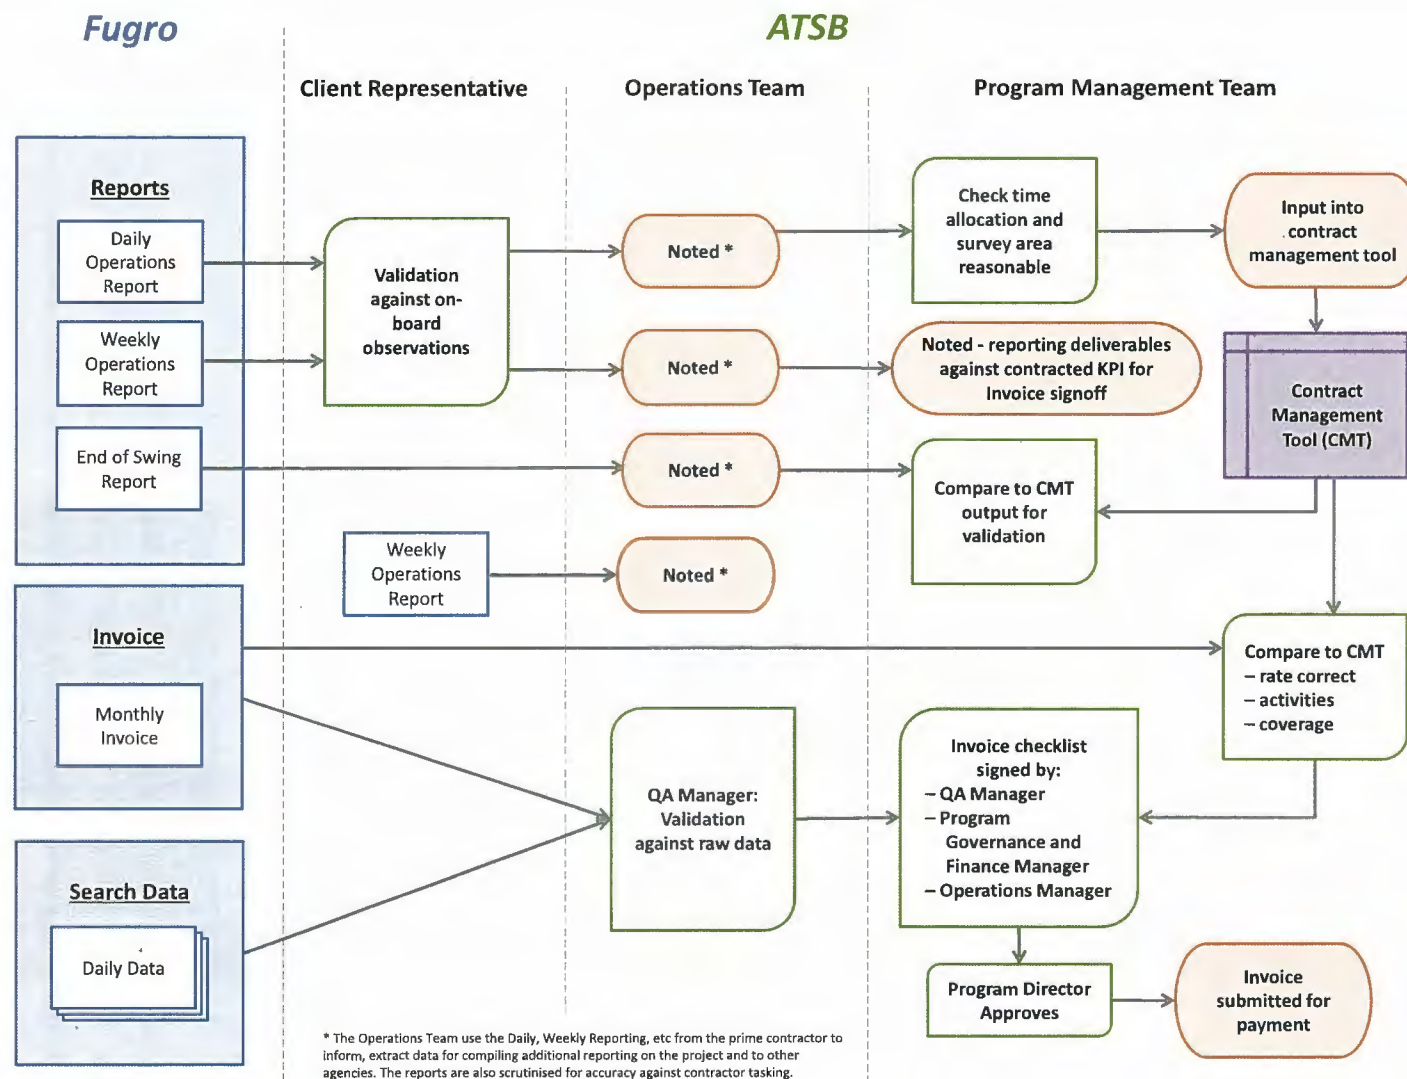 Fugro
ATSB
Client Representative
Operations Team
Program Management Team
Reports
Daily
Operations
Report
Weekly
Operations
Report
End of Swing
Report
Validation
against on-
board
observations
Noted *
Noted *
Noted *
Weekly
Operations
Report
Noted *
Check time
allocation and
survey area
reasonable
Input into
contract
management tool
Noted - reporting deliverables
against contracted KPI for
Invoice signoff
Contract
Management
Tool (CMT)
Compare to CMT
output for
validation
Invoice
Monthly
Invoice
Compare to CMT
– rate correct
– activities
– coverage
QA Manager:
Validation
against raw data
Invoice checklist
signed by:
– QA Manager
– Program
Governance and
Finance Manager
– Operations Manager
Search Data
Daily Data
Program Director
Approves
Invoice
submitted for
payment
* The Operations Team use the Daily, Weekly Reporting, etc from the prime contractor to
inform, extract data for compiling additional reporting on the project and to other
agencies. The reports are also scrutinised for accuracy against contractor tasking.